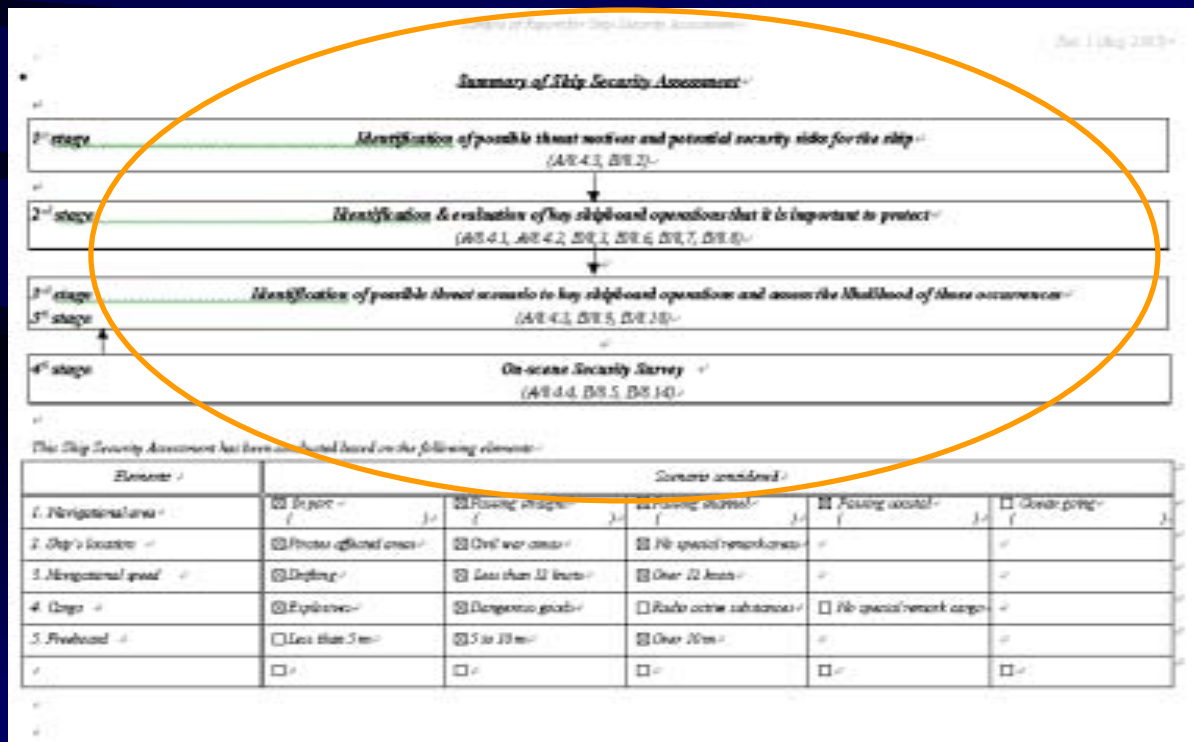 Summary of Ship Security Assessment
1st stage Identification of possible threat motives and potential security risks for the ship
(A/8.4.3, B/8.2)
2nd stage Identification & evaluation of key shipboard operations that it is important to protect
(A/8.4.1, A/8.4.2, B/8.3, B/8.6, B/8.7, B/8.8)
3rd stage Identification of possible threat scenario to key shipboard operations and assess the likelihood of those occurrences
5th stage (A/8.4.3, B/8.9, B/8.10)
4th stage On-scene Security Survey
(A/8.4.4, B/8.5, B/8.14)
This Ship Security Assessment has been conducted based on the following elements
Elements Scenario considered
1. Navigational area ☒ In port ☒ Passing straight ☒ Passing channel ☒ Passing coastal ☐ Ocean going
( ) ( ) ( ) ( ) ( )
2. Ship's location ☒ Pirates afflicted areas ☒ Civil war areas ☒ No special remark areas
3. Navigational speed ☒ Drifting ☒ Less than 12 knots ☒ Over 12 knots
4. Cargo ☒ Explosives ☒ Dangerous goods ☐ Radio active substances ☐ No special remark cargo
5. Freeboard ☐ Less than 5 m ☒ 5 to 10 m ☒ Over 10 m
☐ ☐ ☐ ☐ ☐